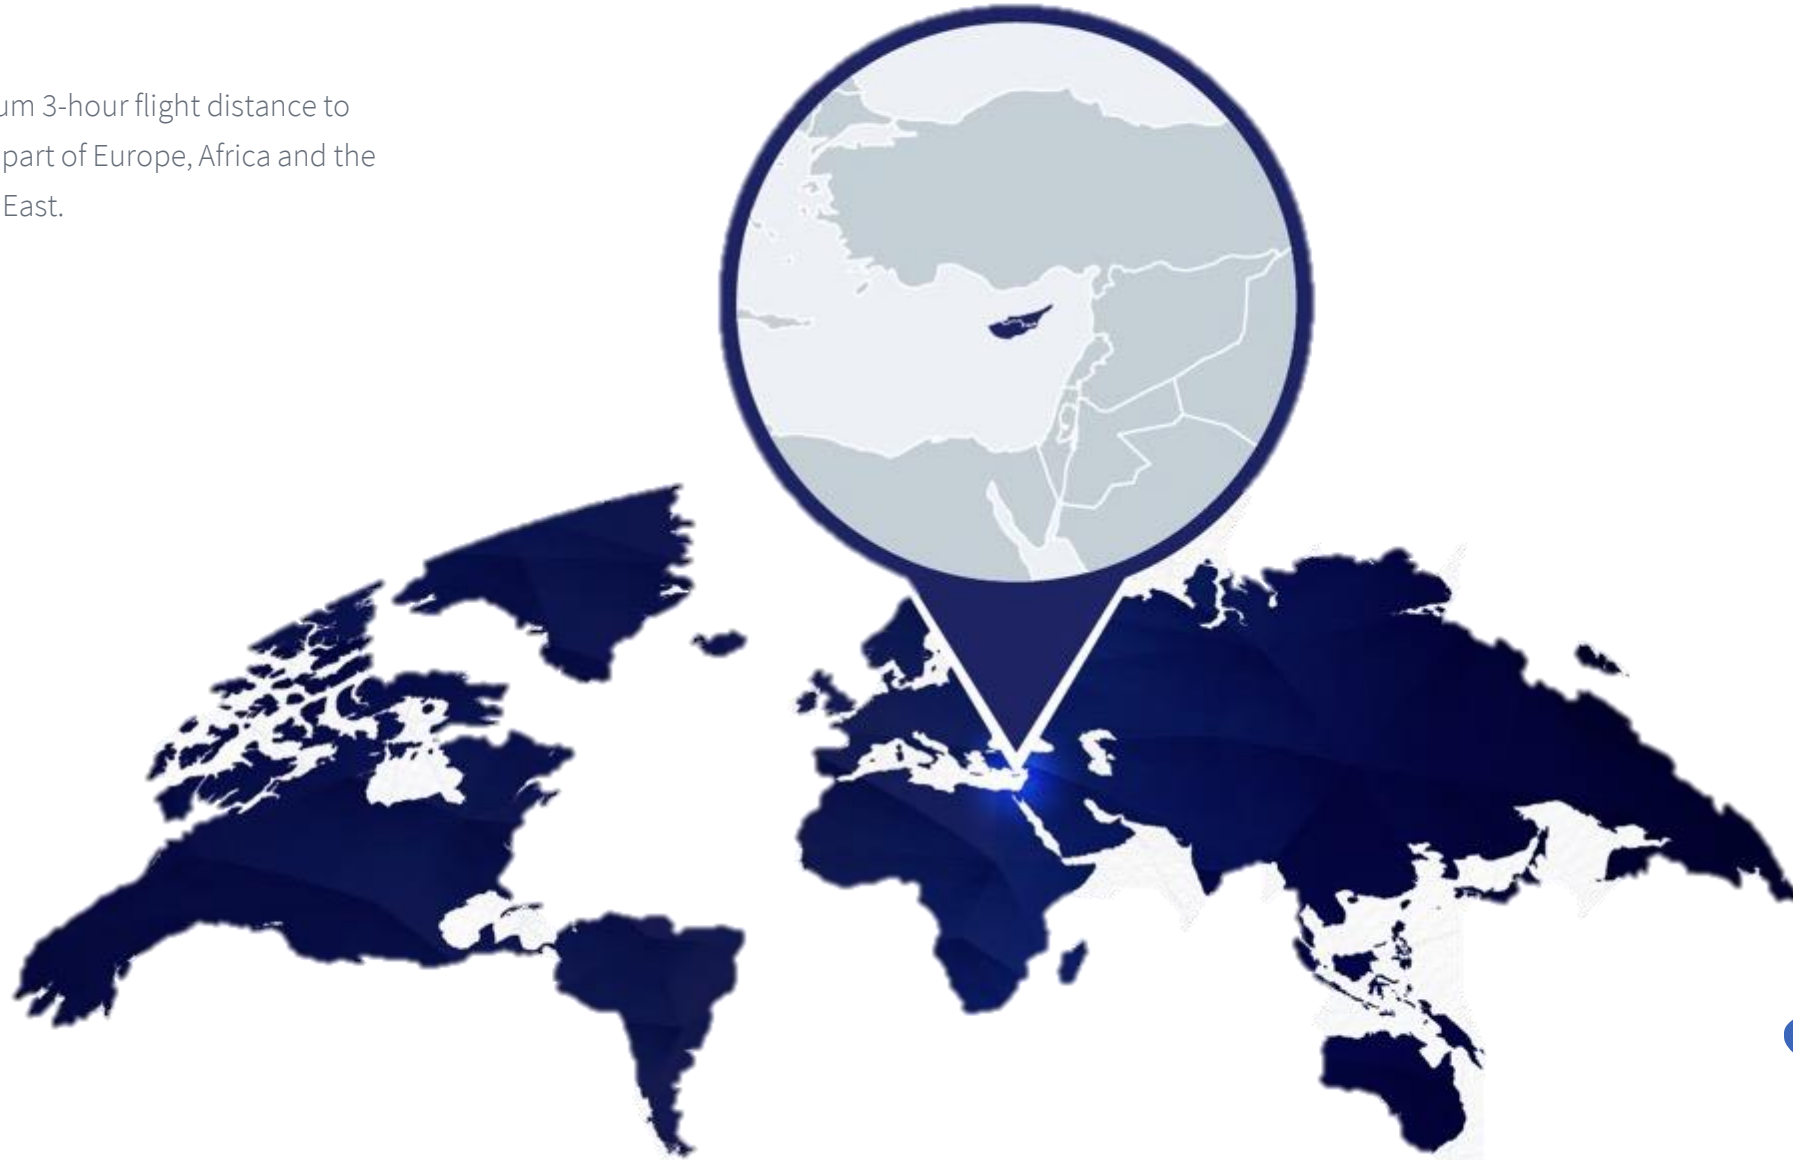 um 3-hour flight distance to
part of Europe, Africa and the
East.